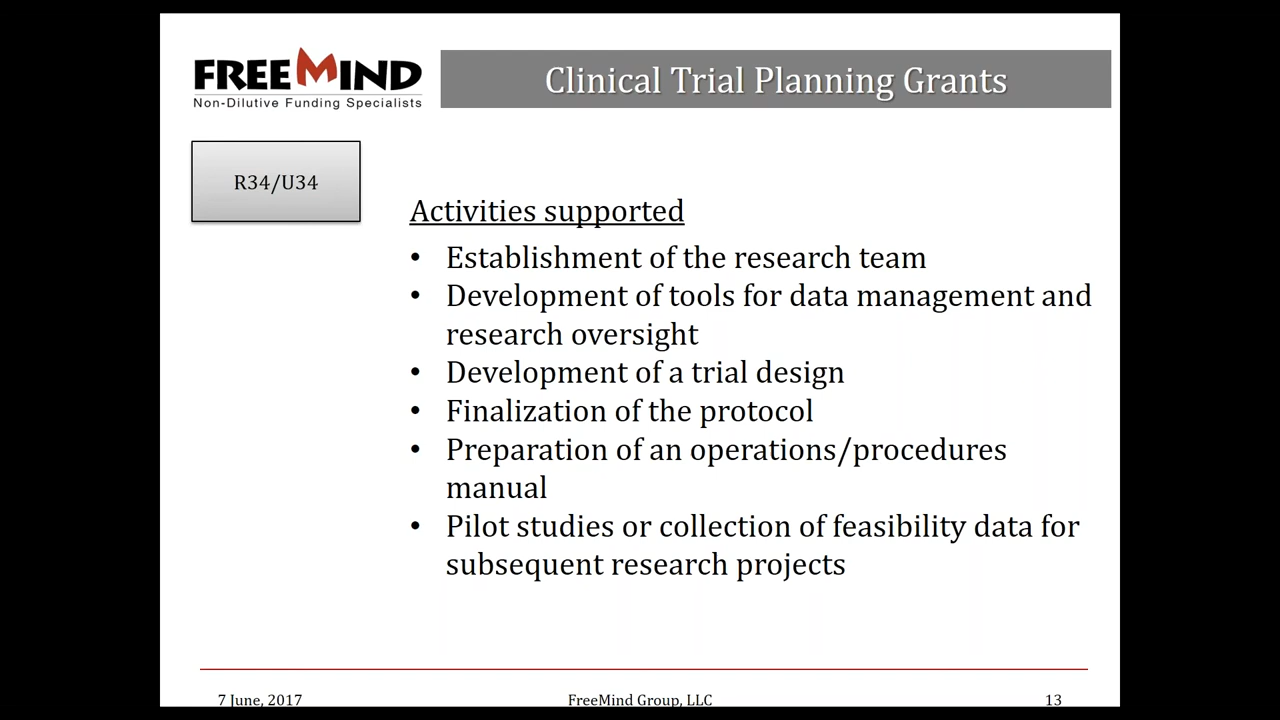 FREEMIND
Non-Dilutive Funding Specialists
Clinical Trial Planning Grants
R34/U34
Activities supported
• Establishment of the research team
• Development of tools for data management and
research oversight
• Development of a trial design
• Finalization of the protocol
• Preparation of an operations/procedures
manual
• Pilot studies or collection of feasibility data for
subsequent research projects
7 June, 2017
FreeMind Group, LLC
13